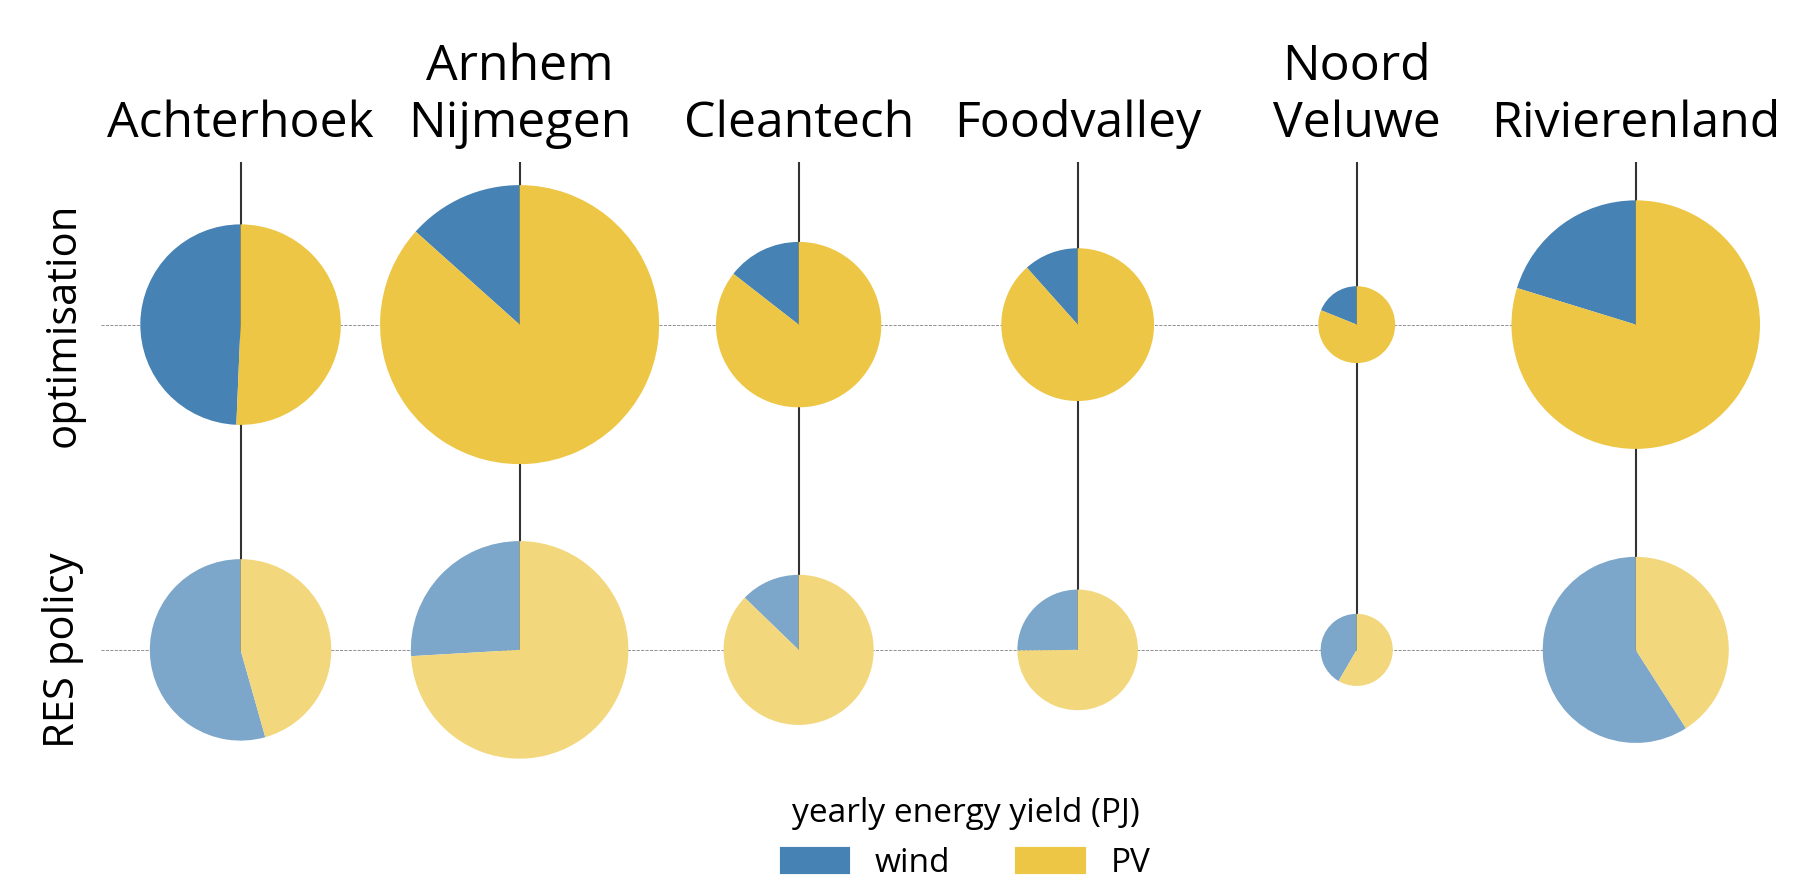 Achterhoek
Arnhem
Nijmegen
Cleantech
Foodvalley
Noord
Veluwe
Rivierenland
optimisation
RES policy
yearly energy yield (PJ)
wind
PV